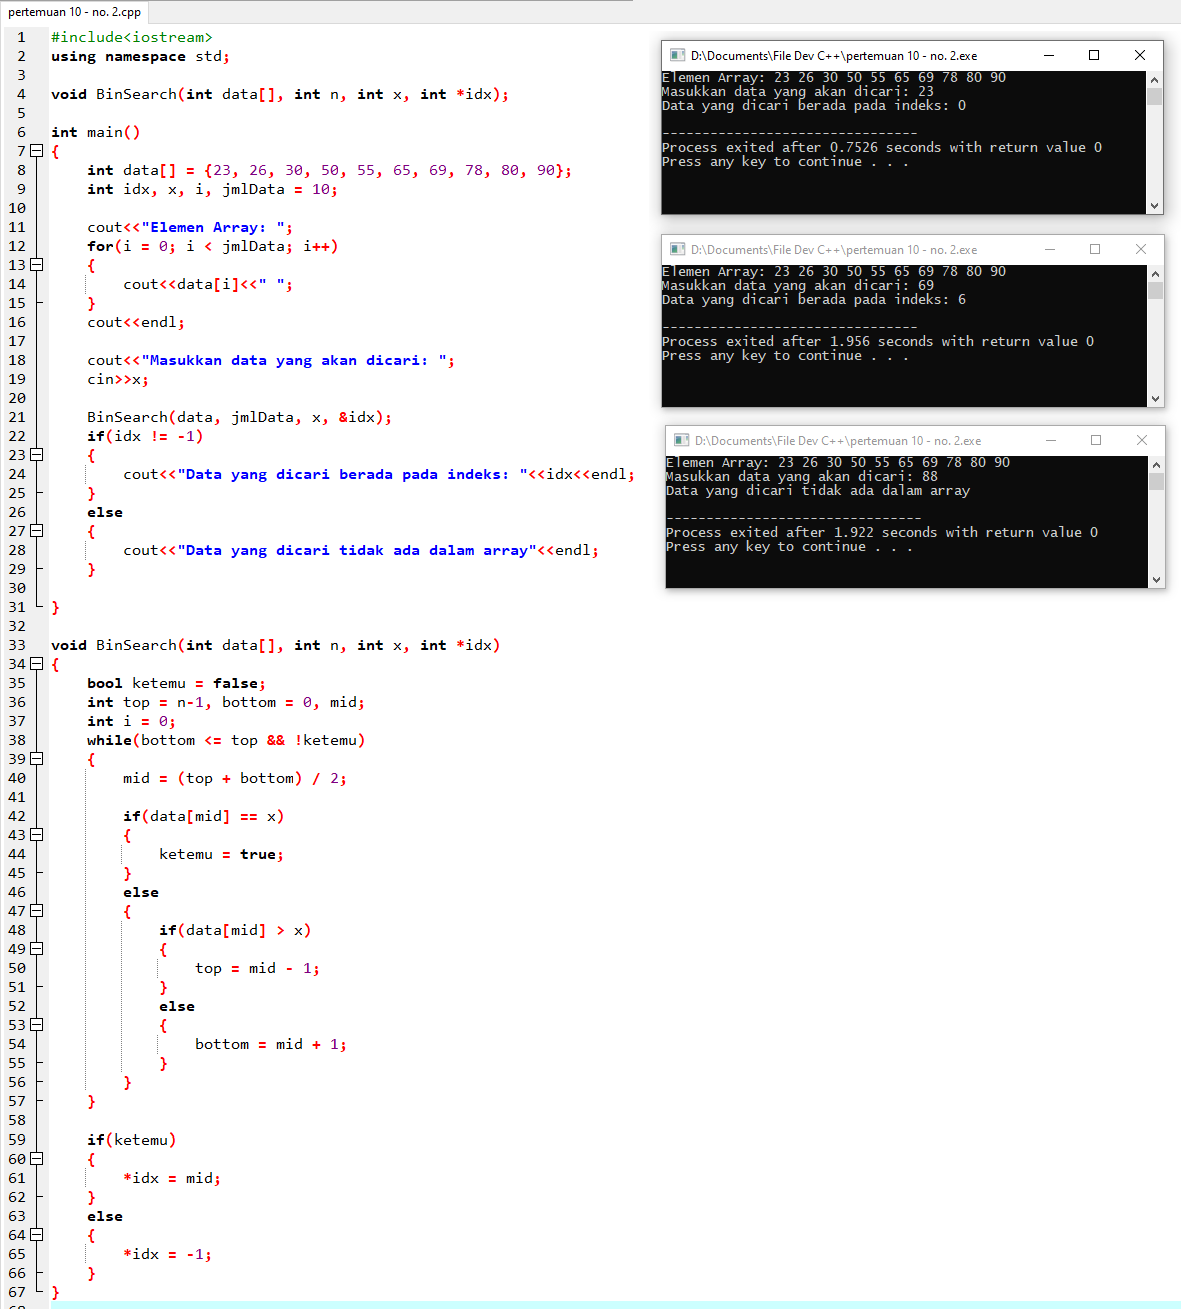 pertemuan 10 - no. 2.cpp
1 #include<iostream>
2 using namespace std;
3
4 void BinSearch(int data[], int n, int x, int *idx);
5
6 int main()
7 {
8 int data[] = {23, 26, 30, 50, 55, 65, 69, 78, 80, 90};
9 int idx, x, i, jmlData = 10;
10
11 cout<<"Elemen Array: ";
12 for(i = 0; i < jmlData; i++)
13 {
14 cout<<data[i]<<" ";
15 }
16 cout<<endl;
17
18 cout<<"Masukkan data yang akan dicari: ";
19 cin>>x;
20
21 BinSearch(data, jmlData, x, &idx);
22 if(idx != -1)
23 {
24 cout<<"Data yang dicari berada pada indeks: "<<idx<<endl;
25 }
26 else
27 {
28 cout<<"Data yang dicari tidak ada dalam array"<<endl;
29 }
30
31 }
32
33 void BinSearch(int data[], int n, int x, int *idx)
34 {
35 bool ketemu = false;
36 int top = n-1, bottom = 0, mid;
37 int i = 0;
38 while(bottom <= top && !ketemu)
39 {
40 mid = (top + bottom) / 2;
41
42 if(data[mid] == x)
43 {
44 ketemu = true;
45 }
46 else
47 {
48 if(data[mid] > x)
49 {
50 top = mid - 1;
51 }
52 else
53 {
54 bottom = mid + 1;
55 }
56 }
57 }
58
59 if(ketemu)
60 {
61 *idx = mid;
62 }
63 else
64 {
65 *idx = -1;
66 }
67 }
D:\Documents\File Dev C++\pertemuan 10 - no. 2.exe
Elemen Array: 23 26 30 50 55 65 69 78 80 90
Masukkan data yang akan dicari: 23
Data yang dicari berada pada indeks: 0
--------------------------------
Process exited after 0.7526 seconds with return value 0
Press any key to continue . . .
D:\Documents\File Dev C++\pertemuan 10 - no. 2.exe
Elemen Array: 23 26 30 50 55 65 69 78 80 90
Masukkan data yang akan dicari: 69
Data yang dicari berada pada indeks: 6
--------------------------------
Process exited after 1.956 seconds with return value 0
Press any key to continue . . .
D:\Documents\File Dev C++\pertemuan 10 - no. 2.exe
Elemen Array: 23 26 30 50 55 65 69 78 80 90
Masukkan data yang akan dicari: 88
Data yang dicari tidak ada dalam array
--------------------------------
Process exited after 1.922 seconds with return value 0
Press any key to continue . . .